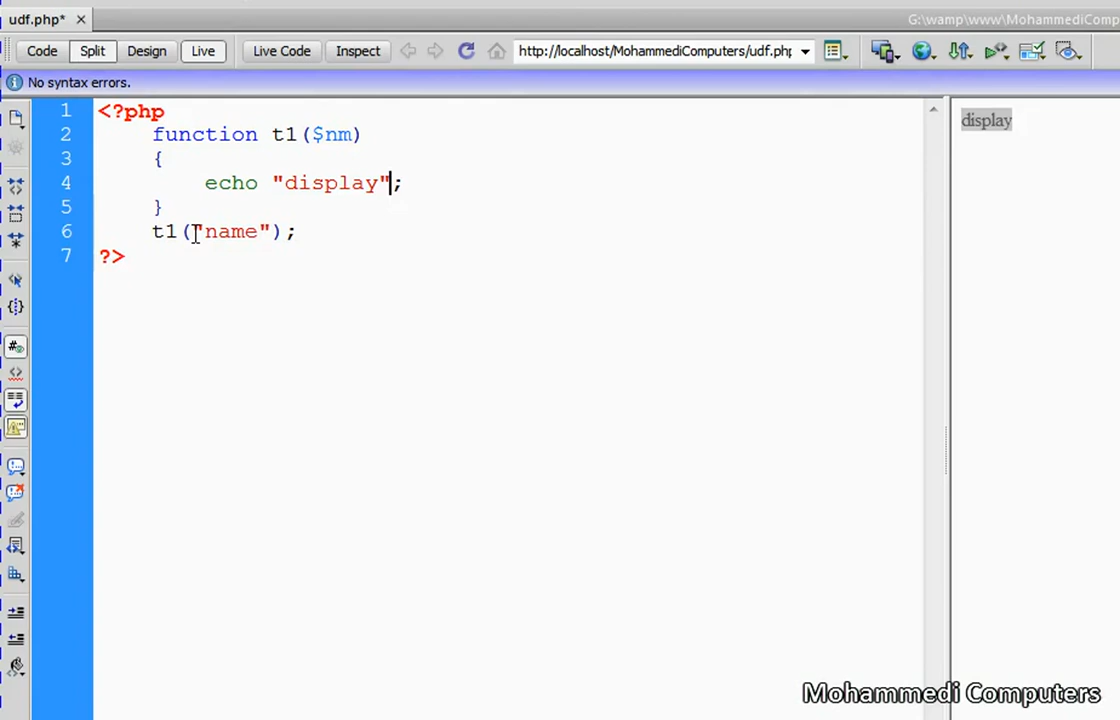 udf.php*
G:\wamp\www\MohammediComputers
Code Split Design Live Live Code Inspect http://localhost/MohammediComputers/udf.php
No syntax errors.
1 <?php
2 function t1($nm)
3 {
4 echo "display";
5 }
6 t1("name");
7 ?>
display
Mohammedi Computers